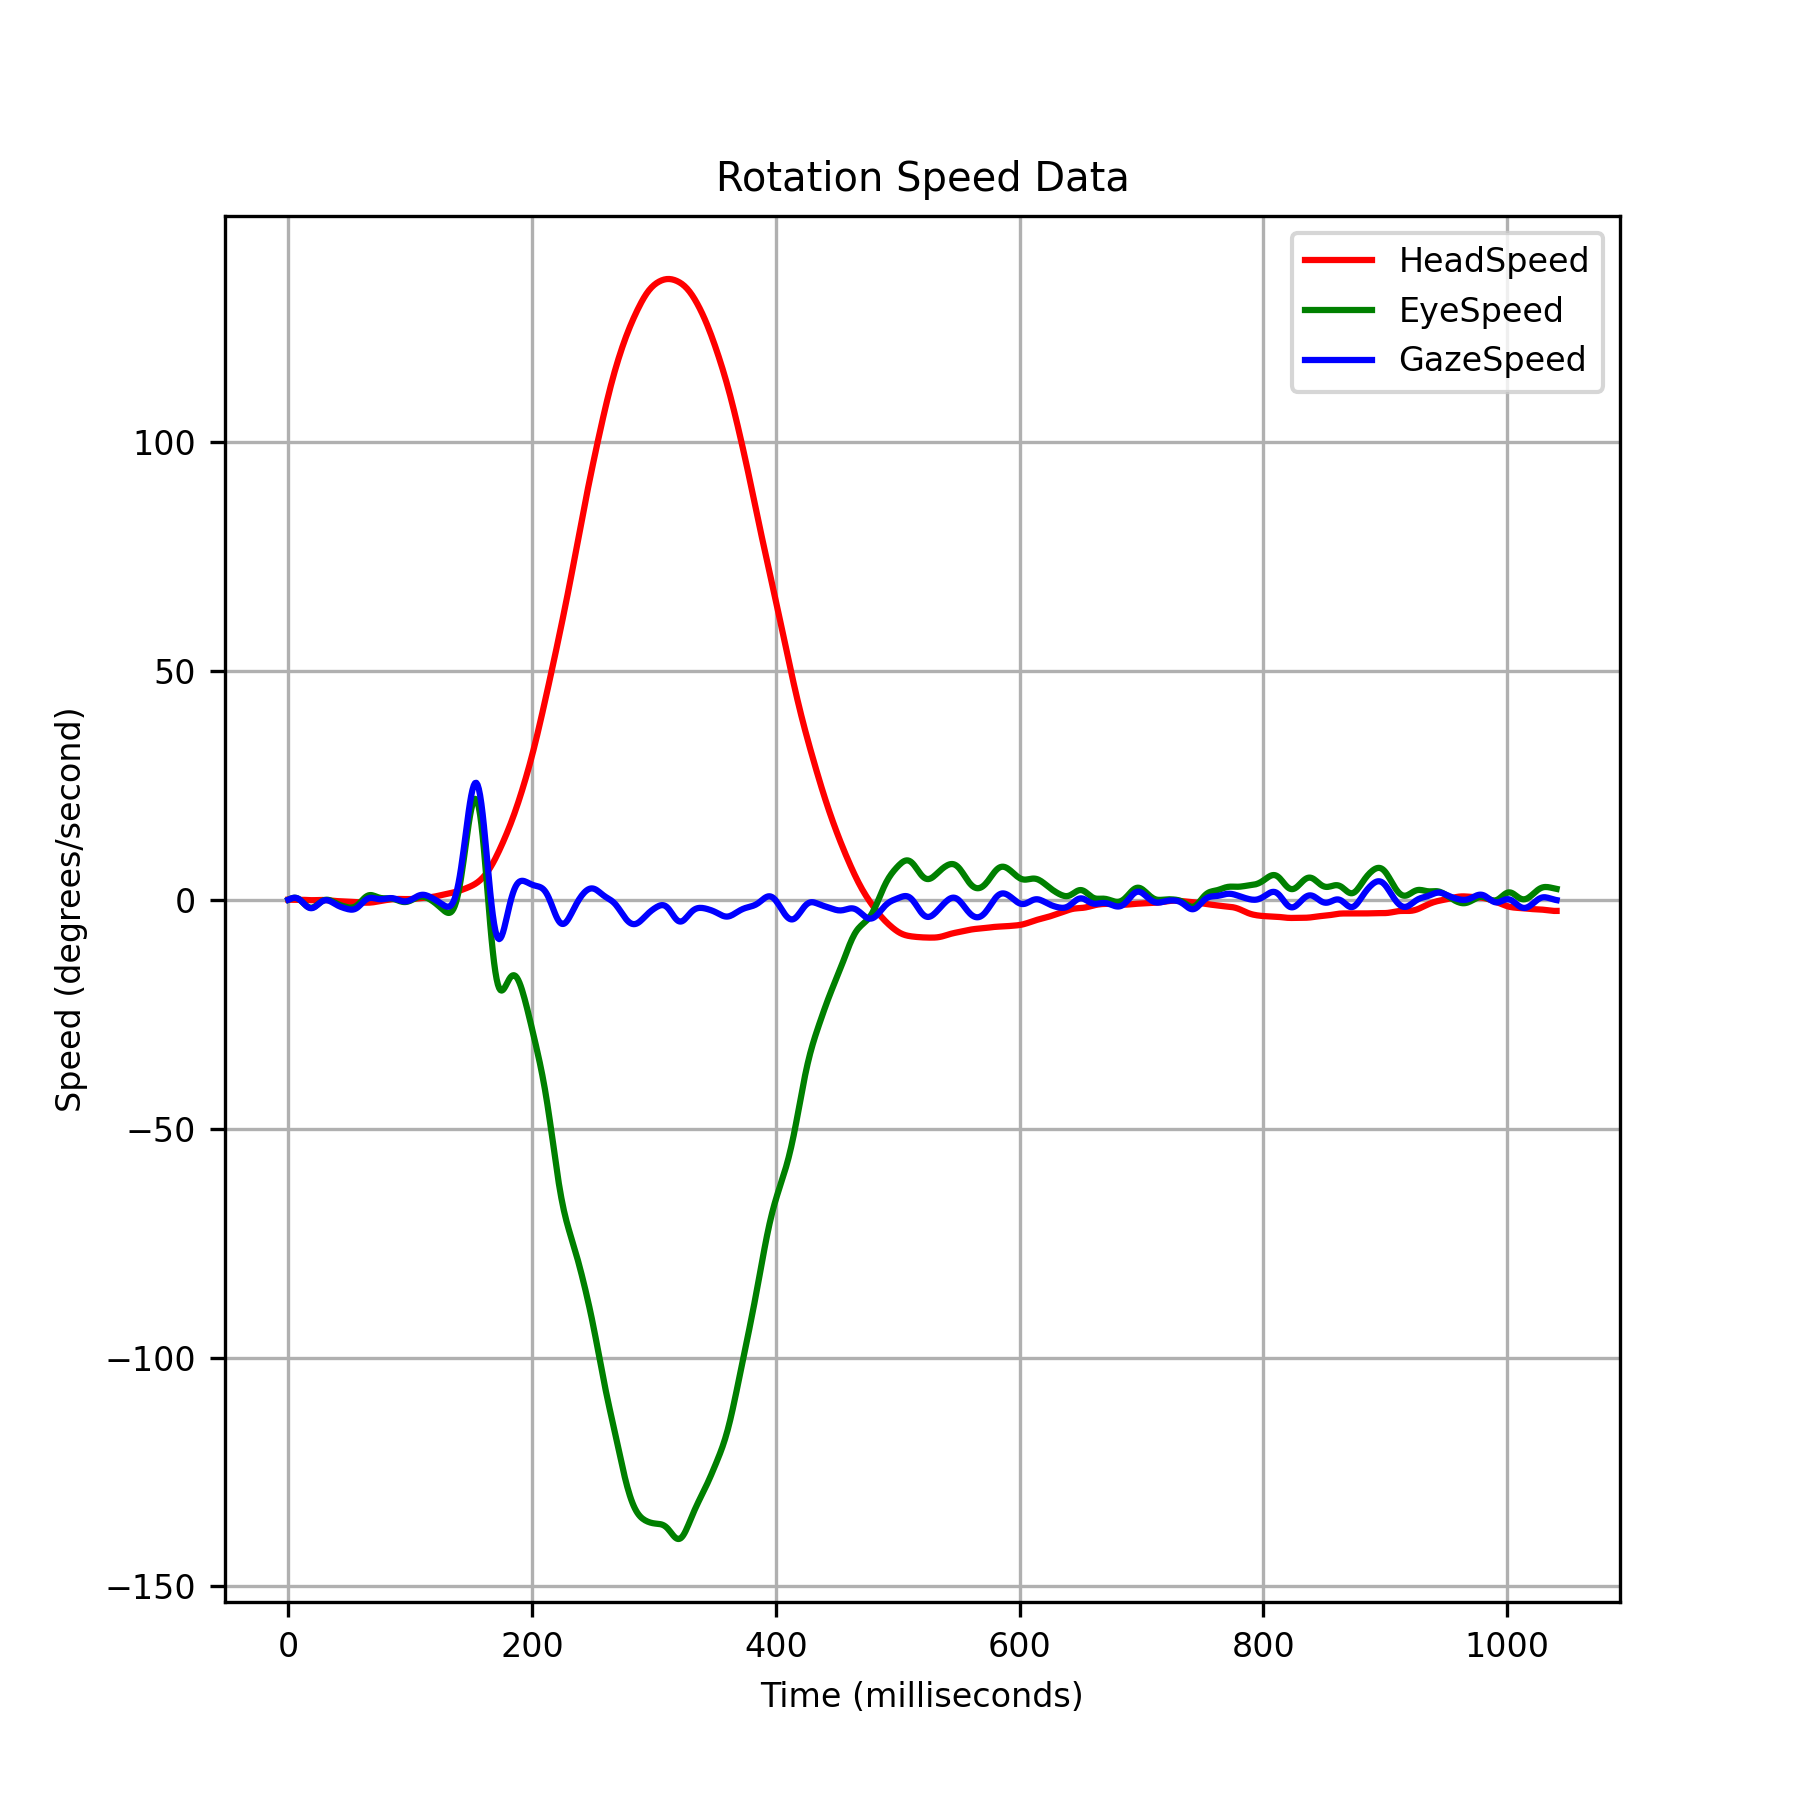 Rotation Speed Data
HeadSpeed
EyeSpeed
GazeSpeed
100
50
0
−50
−100
−150
Speed (degrees/second)
0 200 400 600 800 1000
Time (milliseconds)